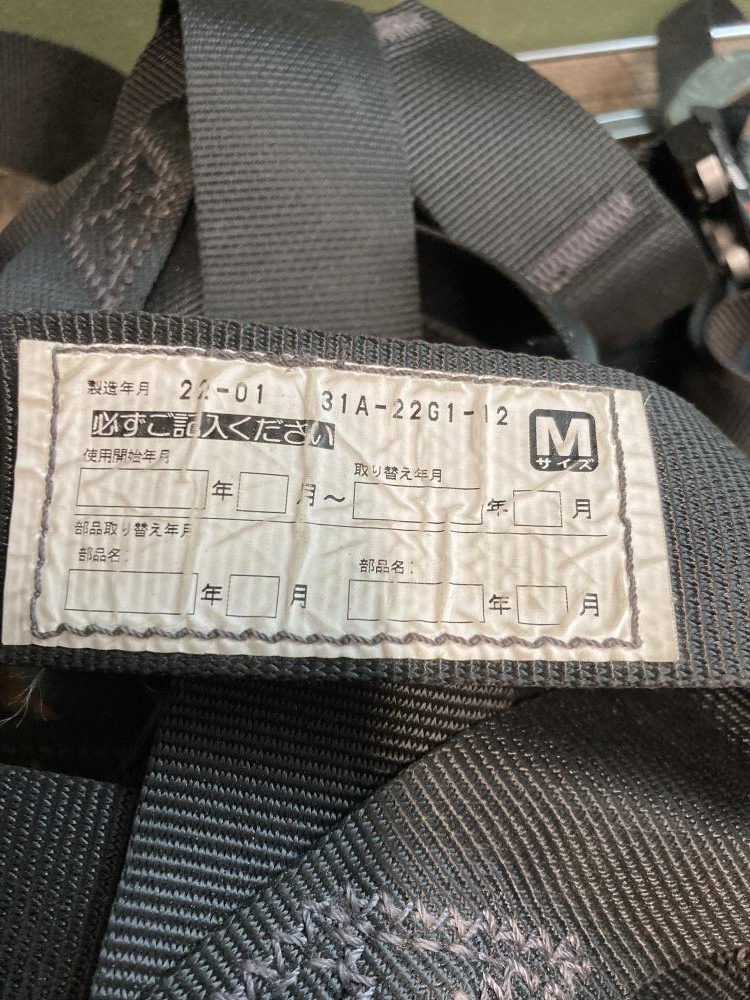 製造年月 22-01 31A-22G1-12
必ずご記入ください
M
サイズ
使用開始年月 取り替え年月
年 月～ 年 月
部品取り替え年月
部品名： 部品名：
年 月 年 月